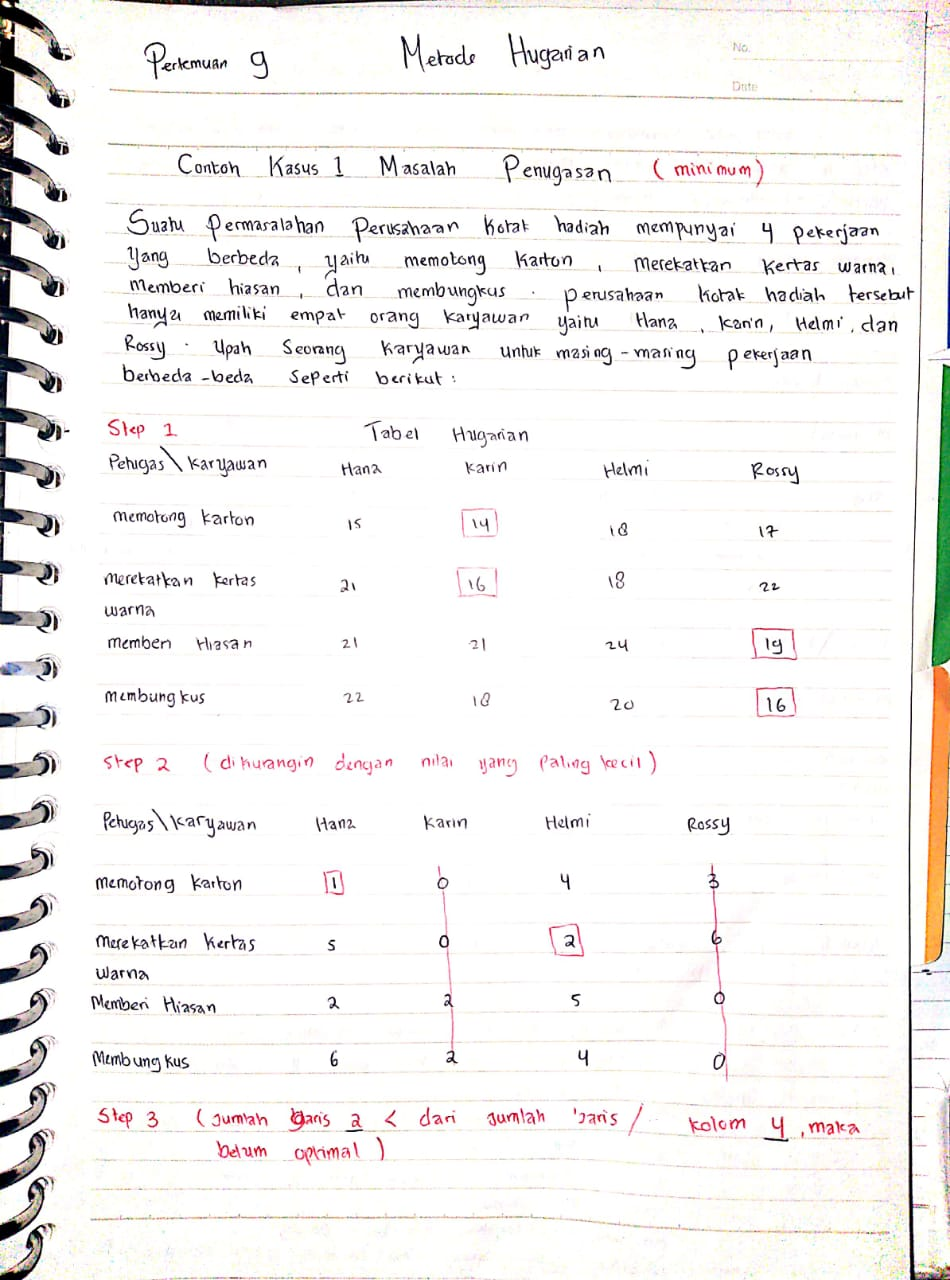 Pertemuan 9 Metode Hugarian
No.
Date
Contoh Kasus 1 Masalah Penugasan (minimum)
Suatu Permasalahan Perusahaan Kotak hadiah mempunyai 4 pekerjaan
Yang berbeda, yaitu memotong Karton, merekatkan Kertas warna,
Memberi hiasan, dan membungkus. perusahaan Kotak hadiah tersebut
hanya memiliki empat orang Karyawan yaitu Hana, Karin, Helmi, dan
Rossy. Upah Seorang Karyawan untuk masing-masing pekerjaan
berbeda-beda Seperti berikut:
Step 1 Tabel Hugarian
Petugas\Karyawan Hana Karin Helmi Rossy
memotong Karton 15 14 18 17
merekatkan Kertas 21 16 18 22
warna
memberi Hiasan 21 21 24 19
Membungkus 22 18 20 16
Step 2 (dikurangin dengan nilai yang Paling kecil)
Petugas\Karyawan Hana Karin Helmi Rossy
memotong Karton 1 0 4 3
Merekatkan Kertas 5 0 2 6
Warna
Memberi Hiasan 2 2 5 0
Membungkus 6 2 4 0
Step 3 (Jumlah garis 2 < dari Jumlah baris/ kolom 4, maka
belum optimal)